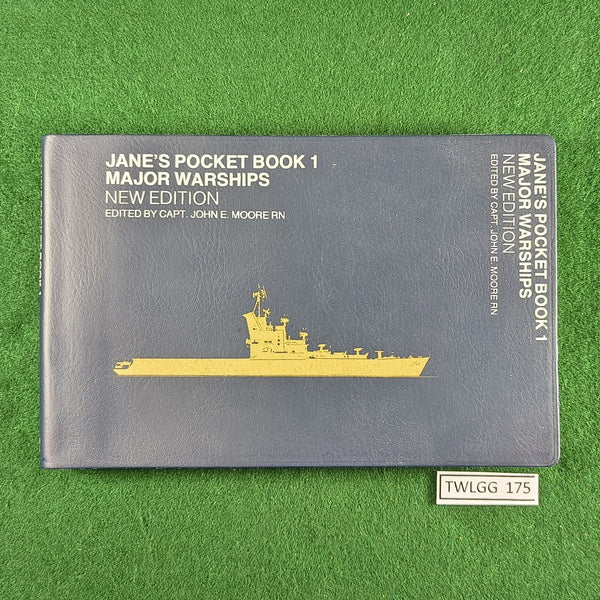 JANE'S POCKET BOOK 1
MAJOR WARSHIPS
NEW EDITION
EDITED BY CAPT. JOHN E. MOORE RN
JANE'S POCKET BOOK 1
MAJOR WARSHIPS
NEW EDITION
EDITED BY CAPT. JOHN E. MOORE RN
TWLGG 175